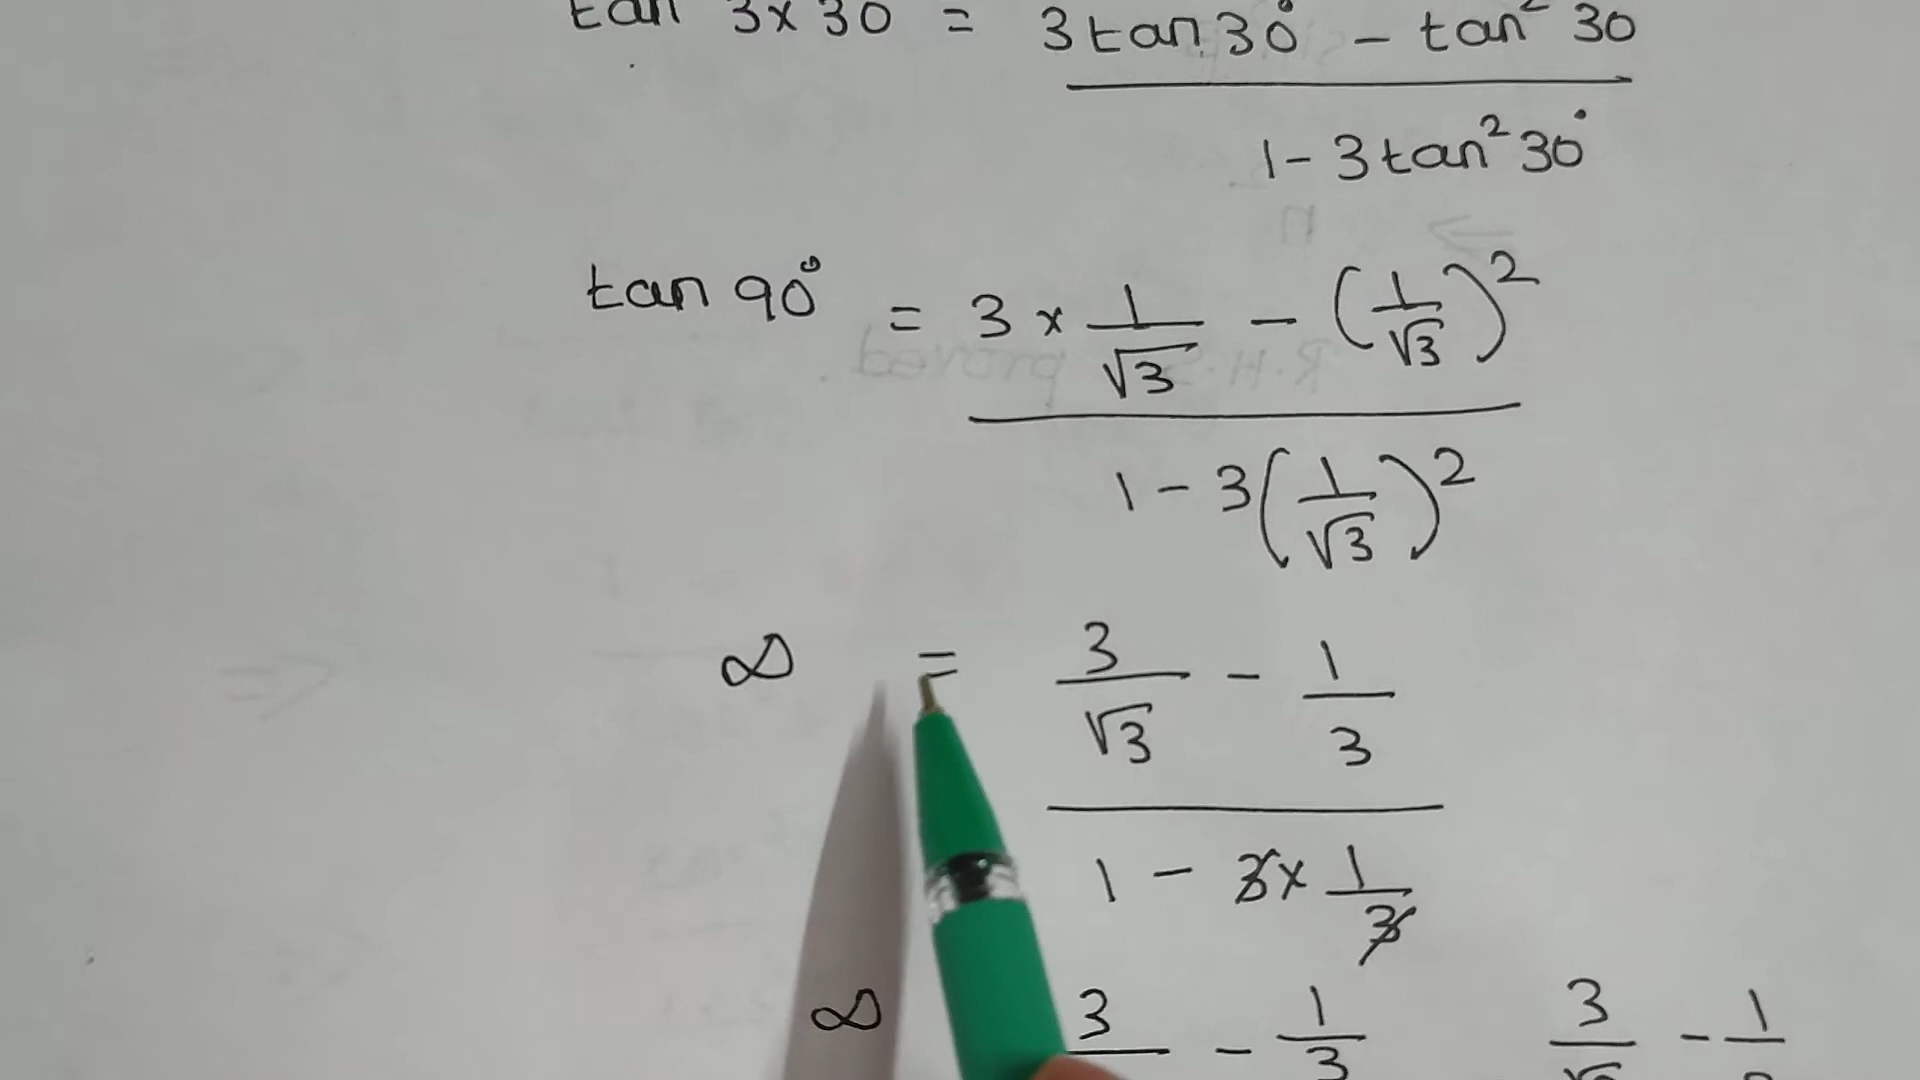 tan 3x30 = 3tan30° - tan² 30
1-3tan²30°
tan 90° = 3 x 1/√3 - (1/√3)²
1-3(1/√3)²
∞ = 3/√3 - 1/3
1 - 3x 1/3
∞ 3 - 1/3 3/√ - 1